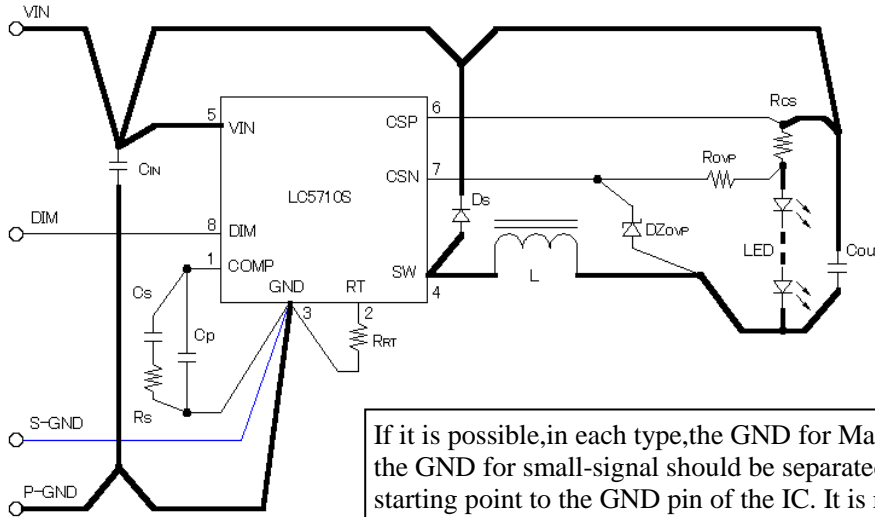 VIN
5
6
VIN
CSP
Rcs
CIN
7
CSN
ROVP
LC5710S
Ds
DIM
8
DIM
DZOVP
LED
1
COMP
SW
L
GND
RT
4
Cs
3
2
Cp
RRT
Rs
S-GND
If it is possible,in each type,the GND for Ma
the GND for small-signal should be separated
P-GND
starting point to the GND pin of the IC. It is